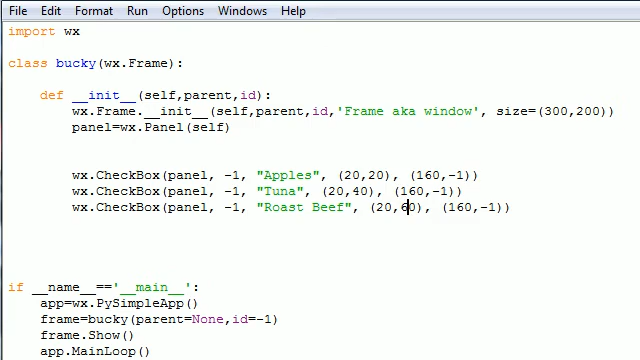 File Edit Format Run Options Windows Help
import wx
class bucky(wx.Frame):
def __init__(self,parent,id):
wx.Frame.__init__(self,parent,id,'Frame aka window', size=(300,200))
panel=wx.Panel(self)
wx.CheckBox(panel, -1, "Apples", (20,20), (160,-1))
wx.CheckBox(panel, -1, "Tuna", (20,40), (160,-1))
wx.CheckBox(panel, -1, "Roast Beef", (20,60), (160,-1))
if __name__=='__main__':
app=wx.PySimpleApp()
frame=bucky(parent=None,id=-1)
frame.Show()
app.MainLoop()